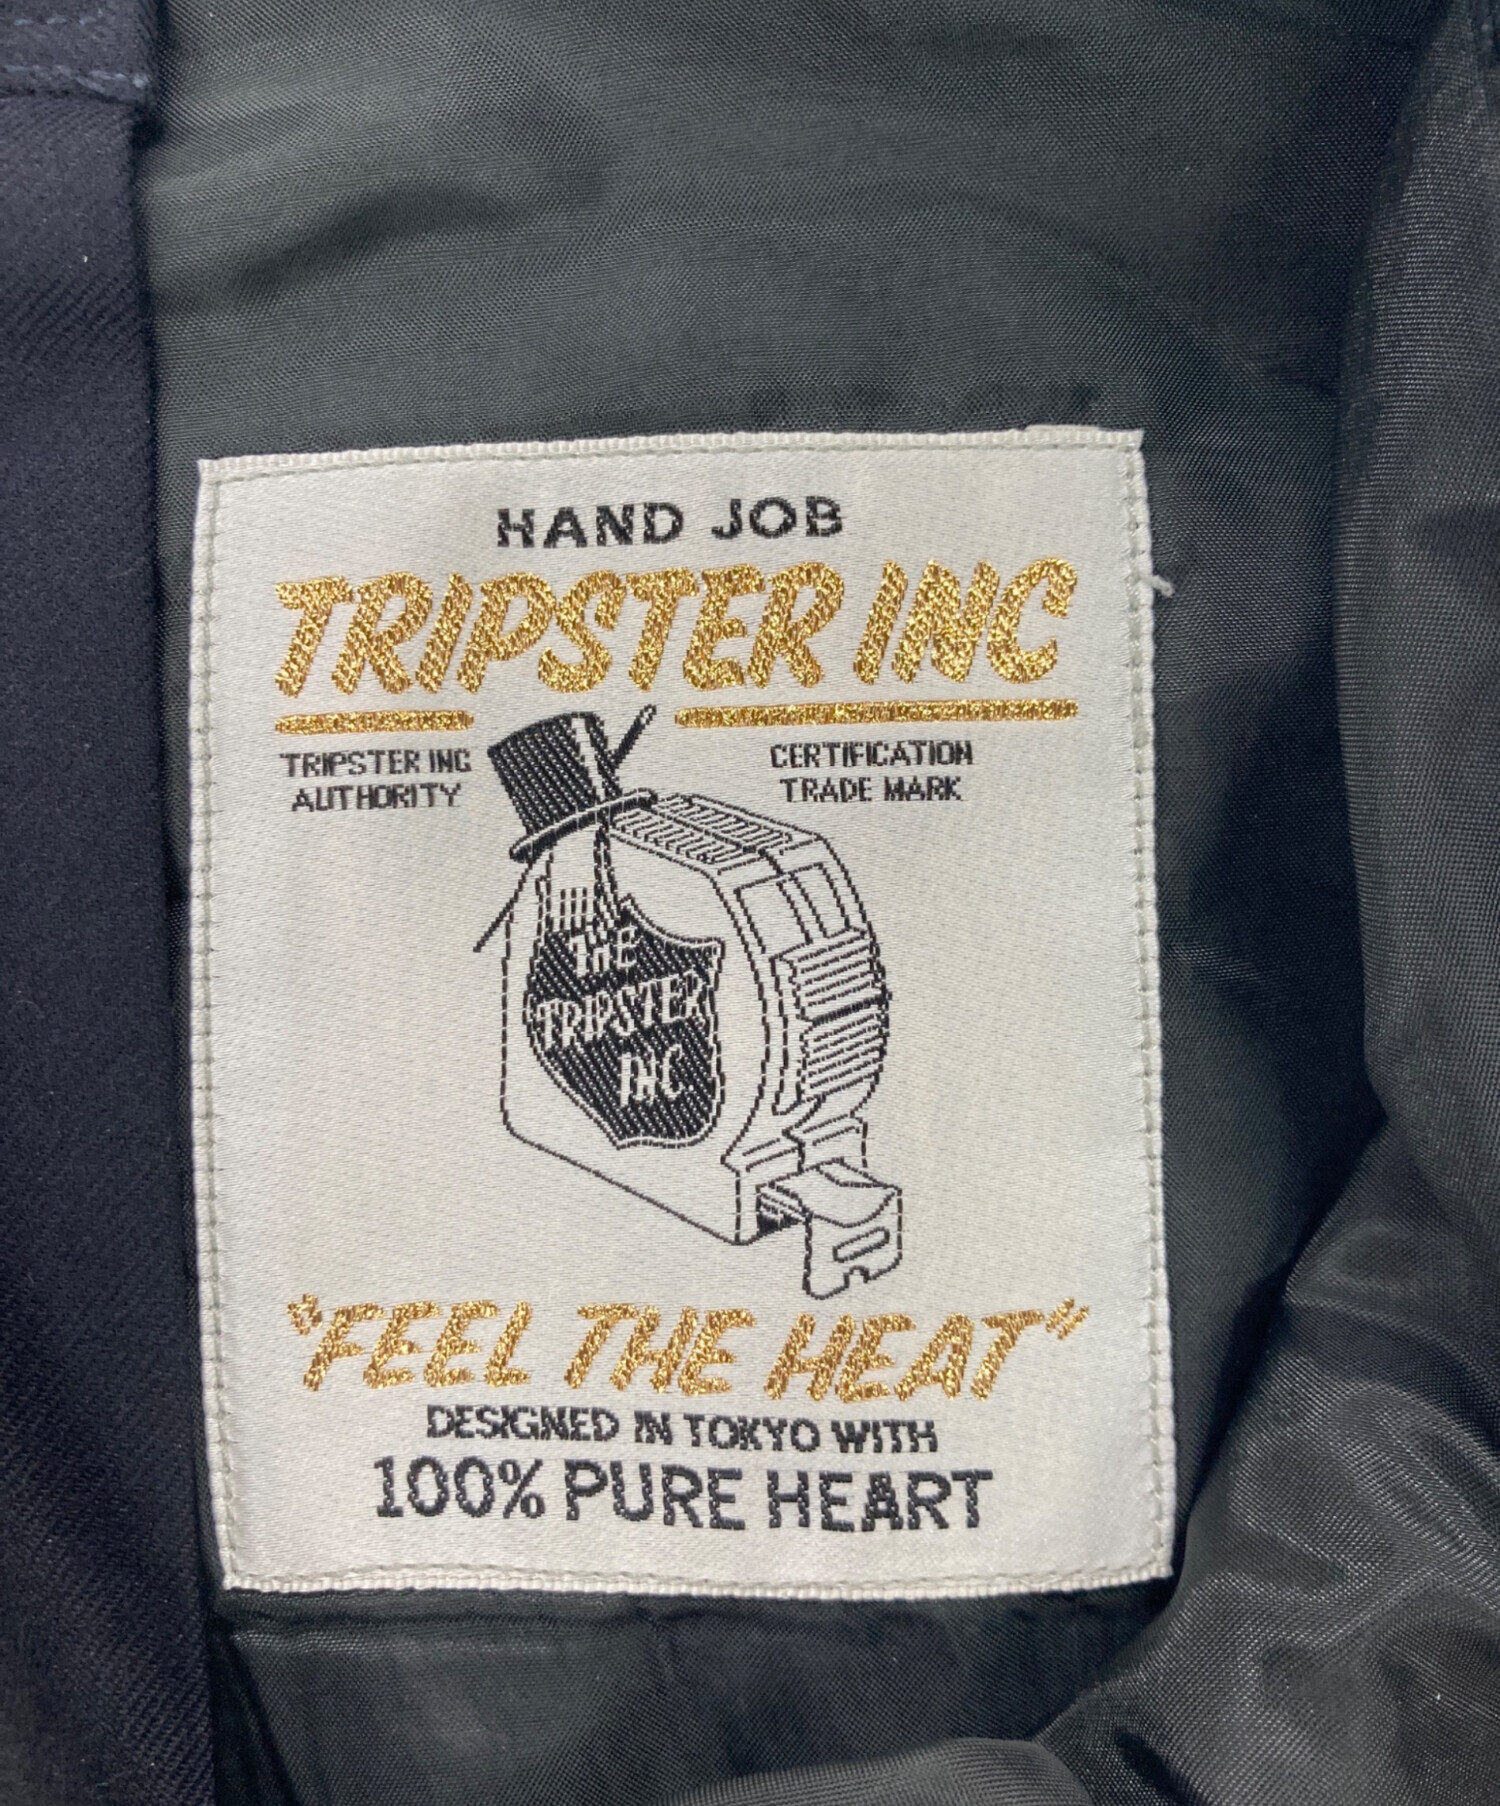 HAND JOB
TRIPSTER INC
TRIPSTER INC
AUTHORITY
CERTIFICATION
TRADE MARK
THE
TRIPSTER
INC.
"FEEL THE HEAT"
DESIGNED IN TOKYO WITH
100% PURE HEART